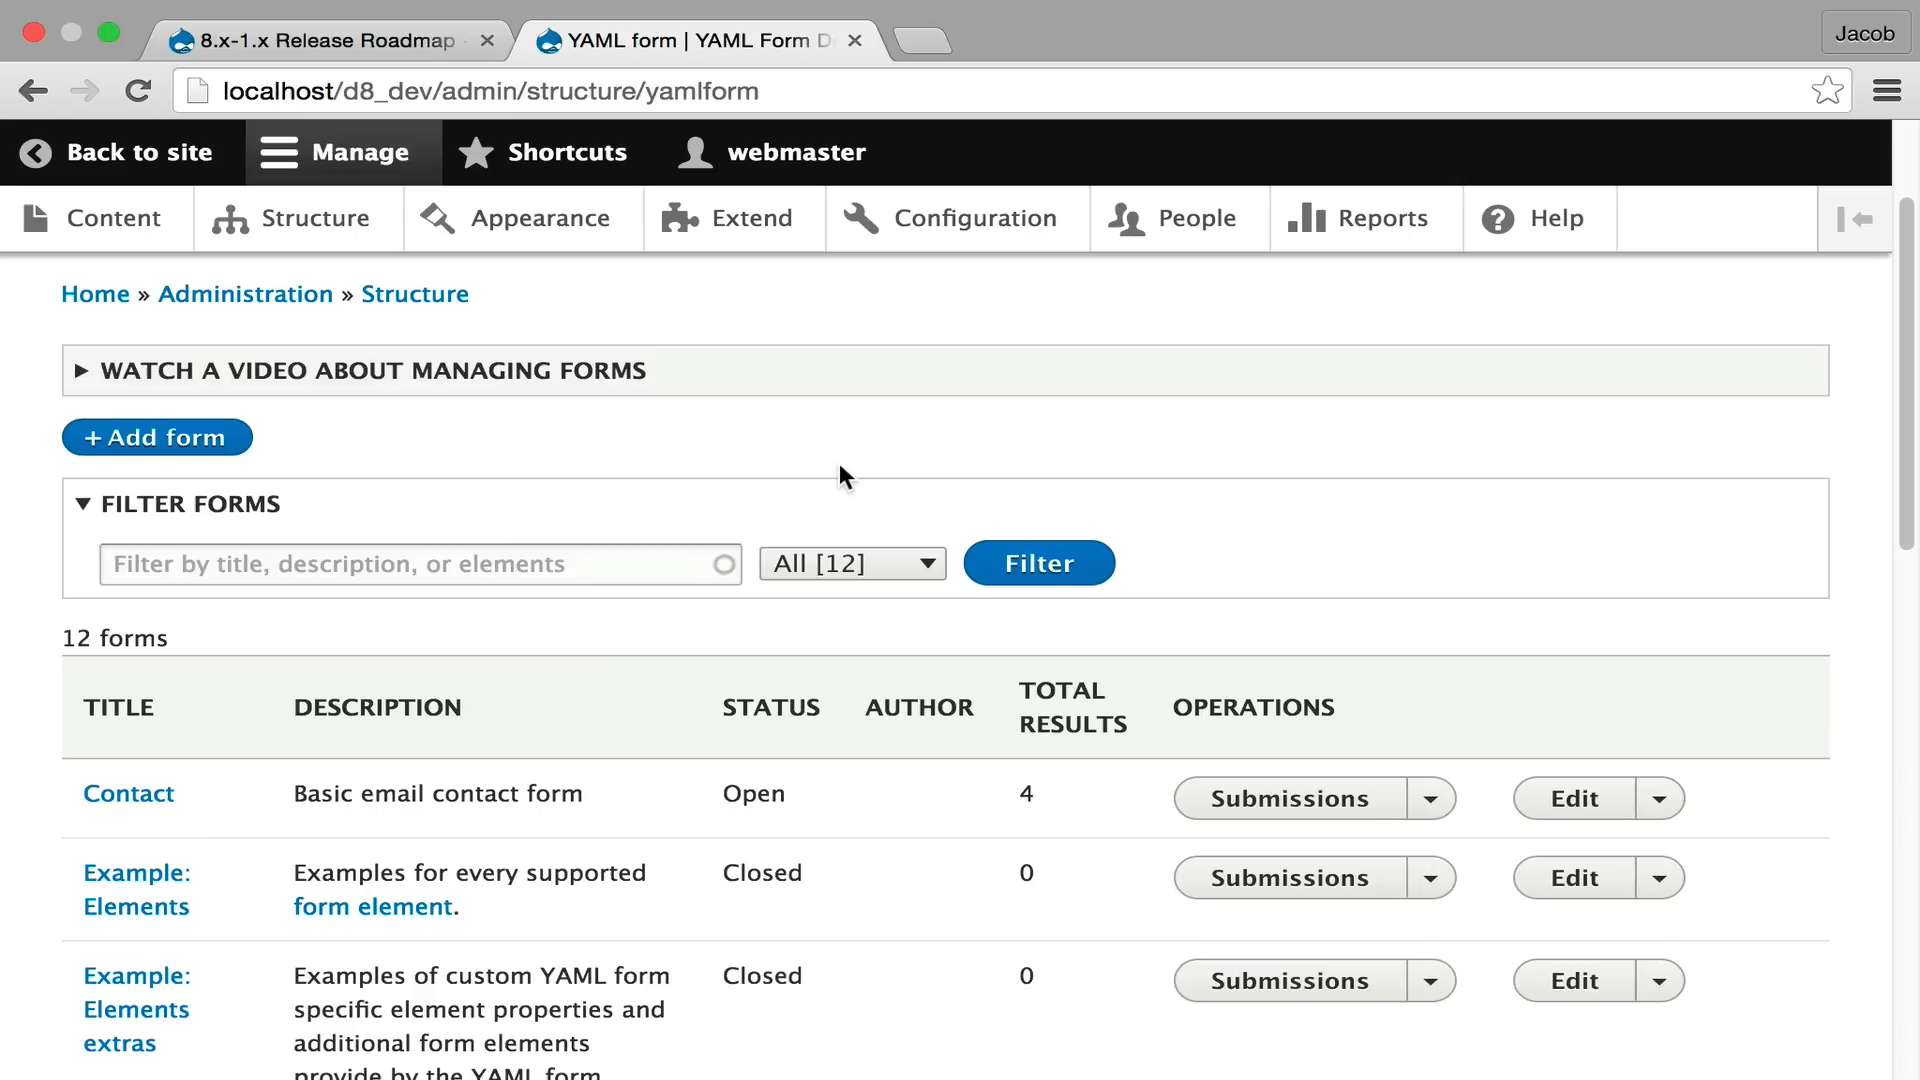 8.x-1.x Release Roadmap
YAML form | YAML Form D
Jacob
localhost/d8_dev/admin/structure/yamlform
Back to site
Manage
Shortcuts
webmaster
Content
Structure
Appearance
Extend
Configuration
People
Reports
Help
Home » Administration » Structure
WATCH A VIDEO ABOUT MANAGING FORMS
+ Add form
FILTER FORMS
Filter by title, description, or elements
All [12]
Filter
12 forms
TITLE
DESCRIPTION
STATUS
AUTHOR
TOTAL
RESULTS
OPERATIONS
Contact
Basic email contact form
Open
4
Submissions
Edit
Example:
Elements
Examples for every supported
form element.
Closed
0
Submissions
Edit
Example:
Elements
extras
Examples of custom YAML form
specific element properties and
additional form elements
provide by the YAML form
Closed
0
Submissions
Edit